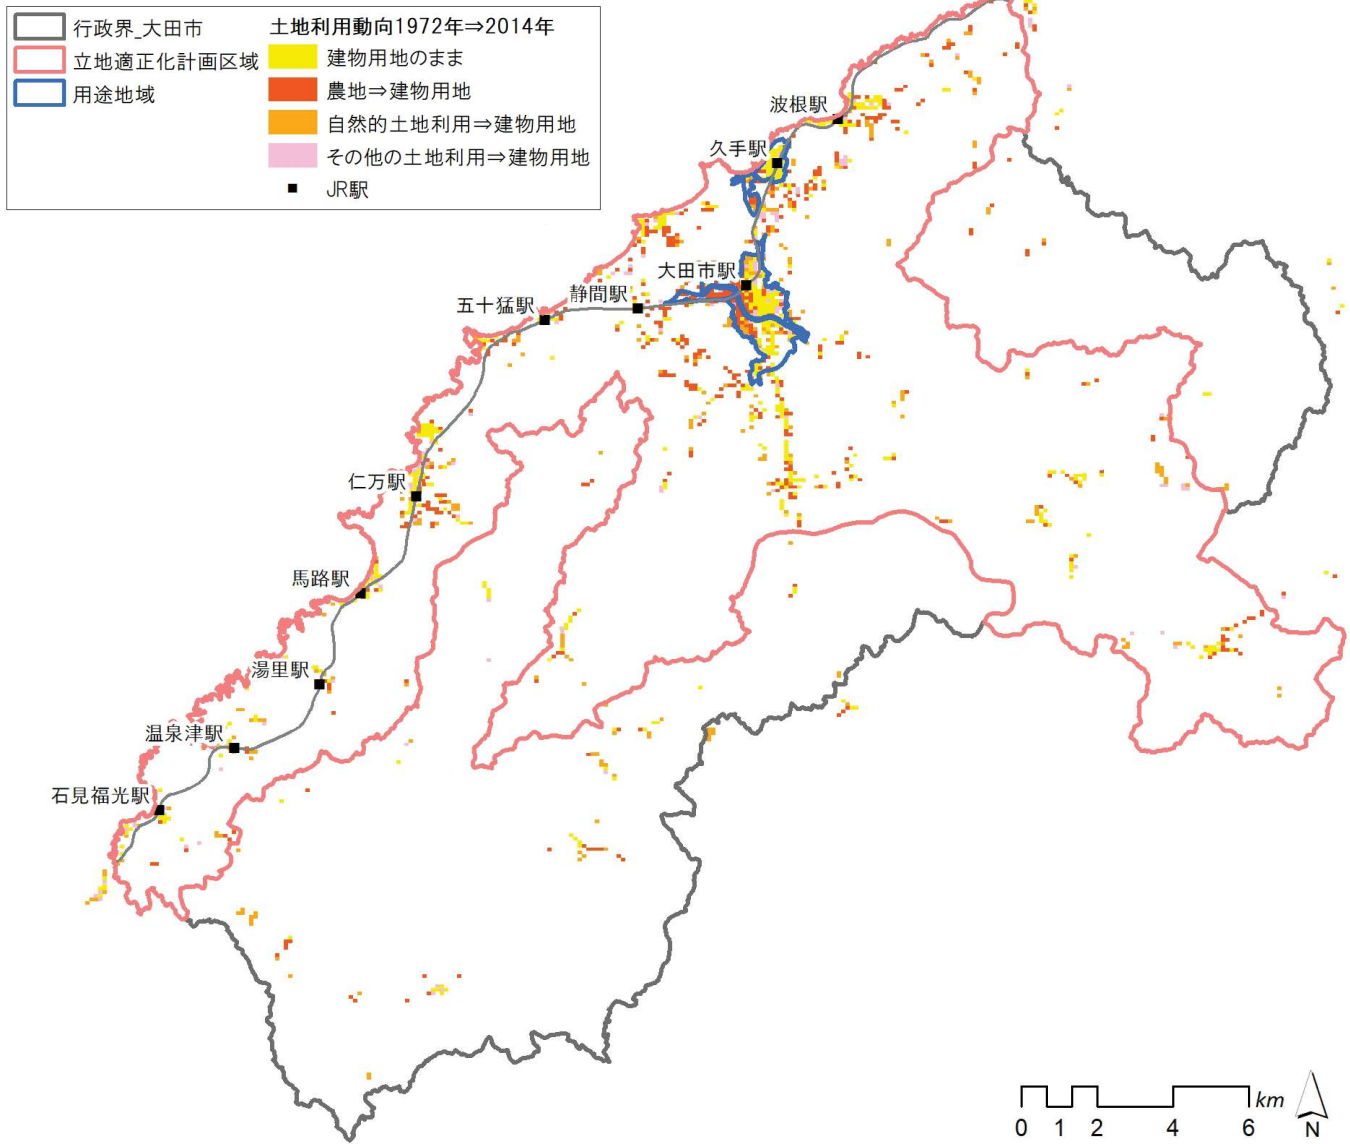 行政界_大田市
立地適正化計画区域
用途地域
土地利用動向1972年⇒2014年
建物用地のまま
農地⇒建物用地
自然的土地利用⇒建物用地
その他の土地利用⇒建物用地
JR駅
波根駅
久手駅
大田市駅
静間駅
五十猛駅
仁万駅
馬路駅
湯里駅
温泉津駅
石見福光駅
km
0 1 2 4 6
N